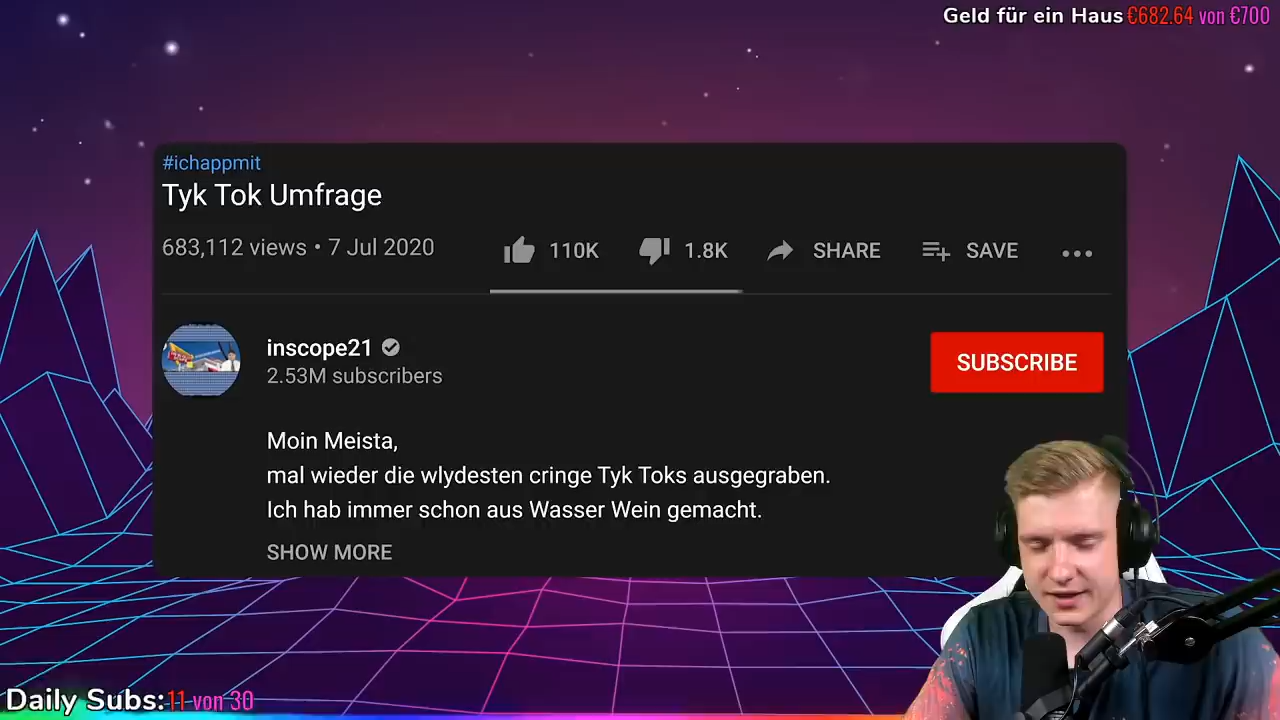 Geld für ein Haus €682.64 von €700
#ichappmit
Tyk Tok Umfrage
683,112 views • 7 Jul 2020
110K
1.8K
SHARE
SAVE
inscope21
2.53M subscribers
SUBSCRIBE
Moin Meista,
mal wieder die wlydesten cringe Tyk Toks ausgegraben.
Ich hab immer schon aus Wasser Wein gemacht.
SHOW MORE
Daily Subs: 11 von 30